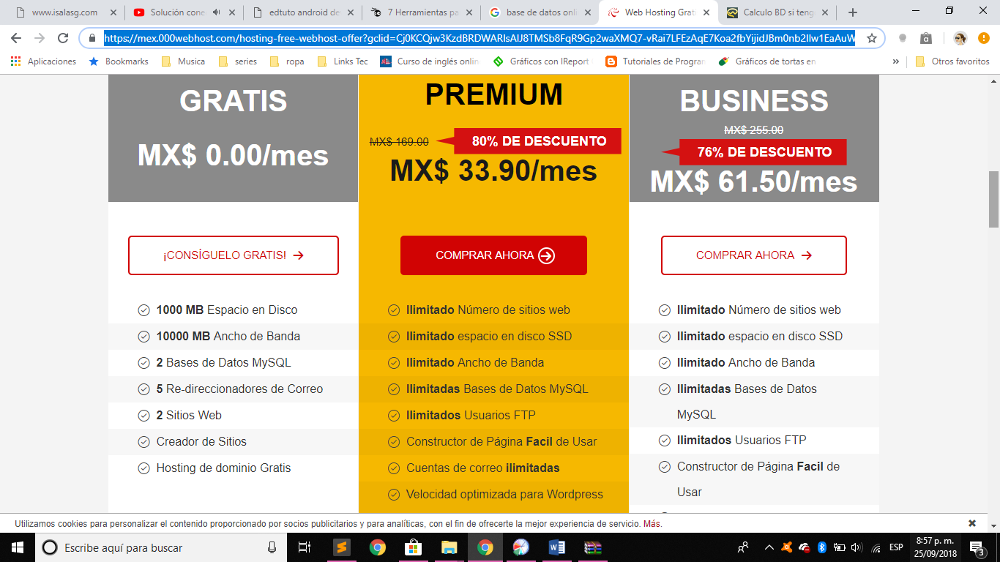 www.isalasg.com
Solución cone
edtuto android de
7 Herramientas pa
base de datos onli
Web Hosting Grat
Calculo BD si teng
https://mex.000webhost.com/hosting-free-webhost-offer?gclid=
Aplicaciones
Bookmarks
Musica
series
ropa
Links Tec
Curso de inglés onlin
Gráficos con IReport
Tutoriales de Program
Gráficos de tortas en
»
Otros favoritos
GRATIS
MX$ 0.00/mes
¡CONSÍGUELO GRATIS!
1000 MB Espacio en Disco
10000 MB Ancho de Banda
2 Bases de Datos MySQL
5 Re-direccionadores de Correo
2 Sitios Web
Creador de Sitios
Hosting de dominio Gratis
PREMIUM
MX$ 169.00
80% DE DESCUENTO
MX$ 33.90/mes
COMPRAR AHORA
Ilimitado Número de sitios web
Ilimitado espacio en disco SSD
Ilimitado Ancho de Banda
Ilimitadas Bases de Datos MySQL
Ilimitados Usuarios FTP
Constructor de Página Facil de Usar
Cuentas de correo ilimitadas
Velocidad optimizada para Wordpress
BUSINESS
MX$ 255.00
76% DE DESCUENTO
MX$ 61.50/mes
COMPRAR AHORA
Ilimitado Número de sitios web
Ilimitado espacio en disco SSD
Ilimitado Ancho de Banda
Ilimitadas Bases de Datos
MySQL
Ilimitados Usuarios FTP
Constructor de Página Facil de
Usar
Utilizamos cookies para personalizar el contenido proporcionado por socios publicitarios y para analíticas, con el fin de ofrecerte la mejor experiencia de servicio. Más.
Escribe aquí para buscar
ESP
8:57 p. m.
25/09/2018
3